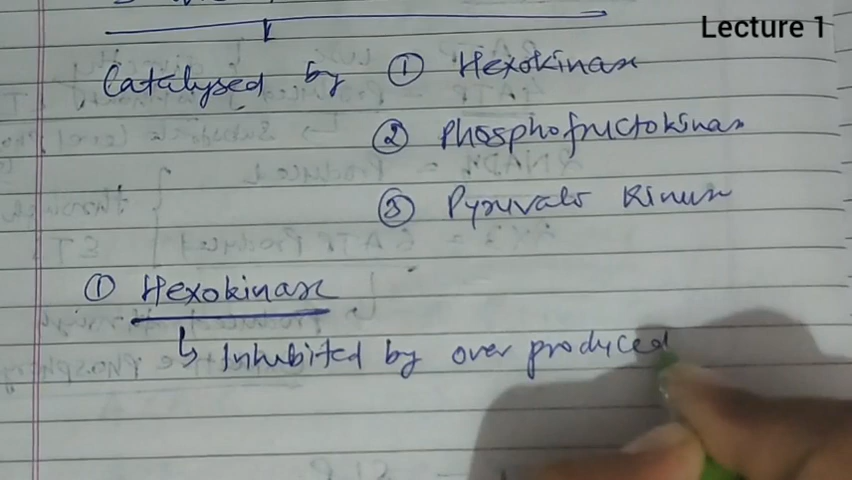 Lecture 1
Catalysed by ① Hexokinase
② Phosphofructokinase
③ Pyruvate Kinase
① Hexokinase
↳ Inhibited by over produced